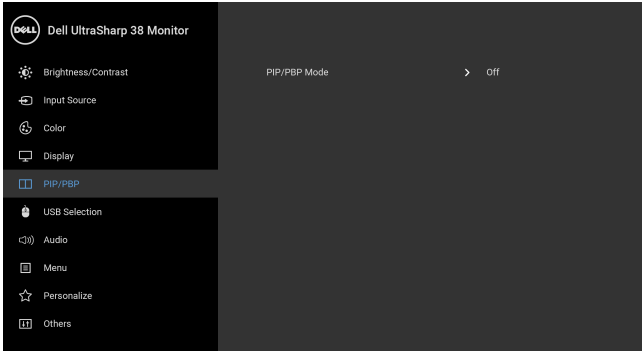 DELL
Dell UltraSharp 38 Monitor
Brightness/Contrast
PIP/PBP Mode
Off
Input Source
Color
Display
PIP/PBP
USB Selection
Audio
Menu
Personalize
Others